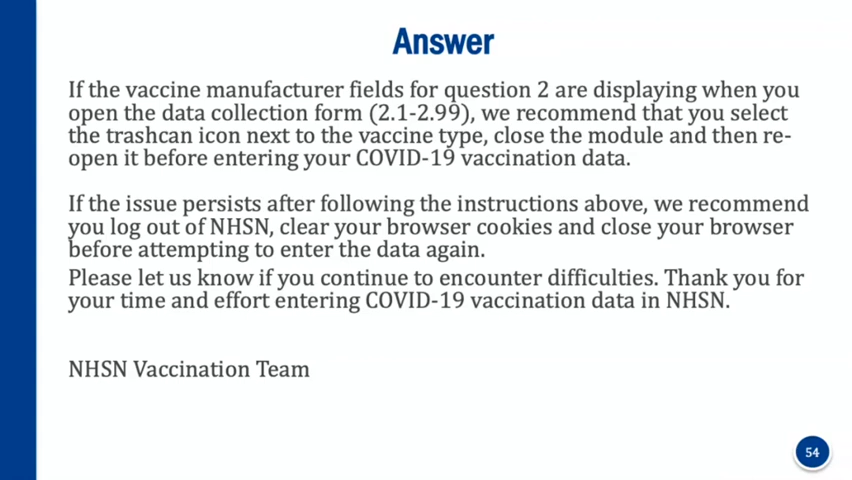 Answer
If the vaccine manufacturer fields for question 2 are displaying when you
open the data collection form (2.1-2.99), we recommend that you select
the trashcan icon next to the vaccine type, close the module and then re-
open it before entering your COVID-19 vaccination data.
If the issue persists after following the instructions above, we recommend
you log out of NHSN, clear your browser cookies and close your browser
before attempting to enter the data again.
Please let us know if you continue to encounter difficulties. Thank you for
your time and effort entering COVID-19 vaccination data in NHSN.
NHSN Vaccination Team
54